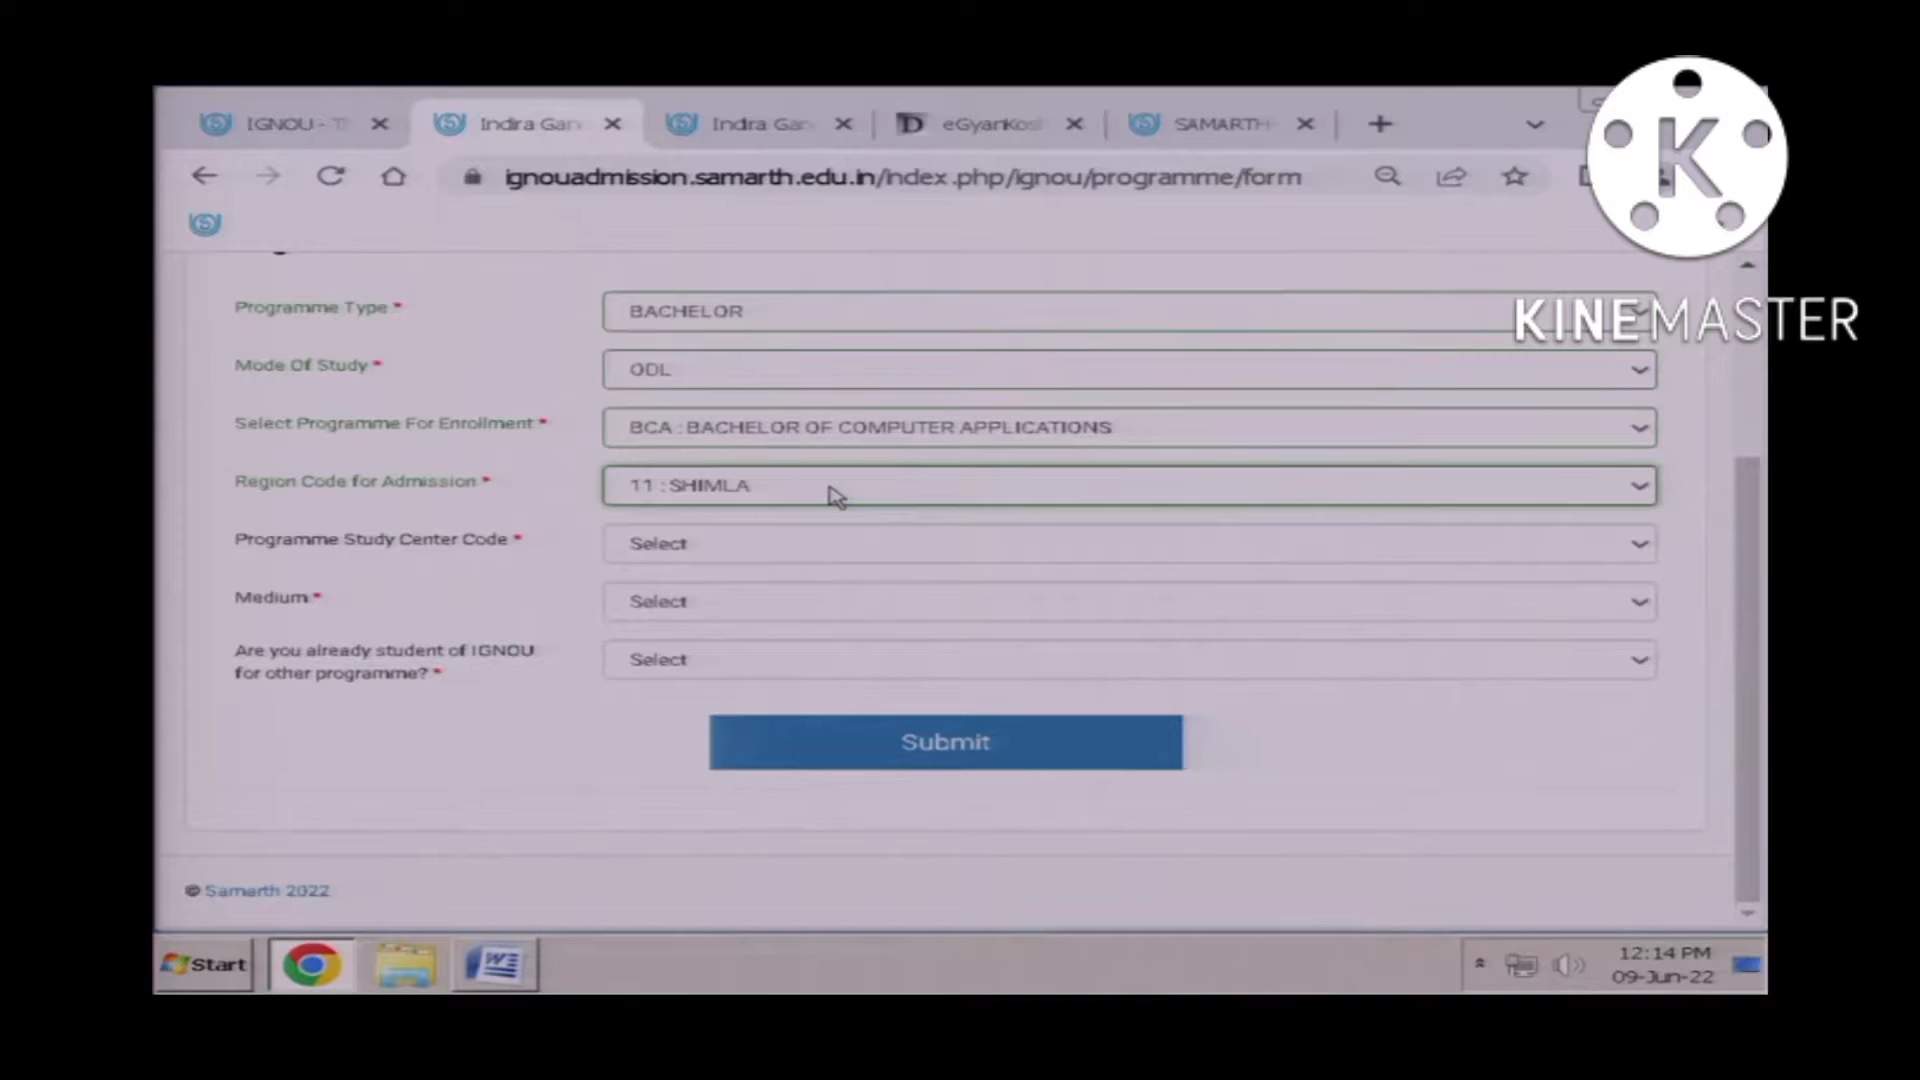 IGNOU - T
Indira Gan
Indira Gan
eGyanKos
SAMARTH
ignouadmission.samarth.edu.in/index.php/ignou/programme/form
K
KINEMASTER
Programme Type *
BACHELOR
Mode Of Study *
ODL
Select Programme For Enrollment *
BCA : BACHELOR OF COMPUTER APPLICATIONS
Region Code for Admission *
11 : SHIMLA
Programme Study Center Code *
Select
Medium *
Select
Are you already student of IGNOU
for other programme? *
Select
Submit
© Samarth 2022
Start
12:14 PM
09-Jun-22